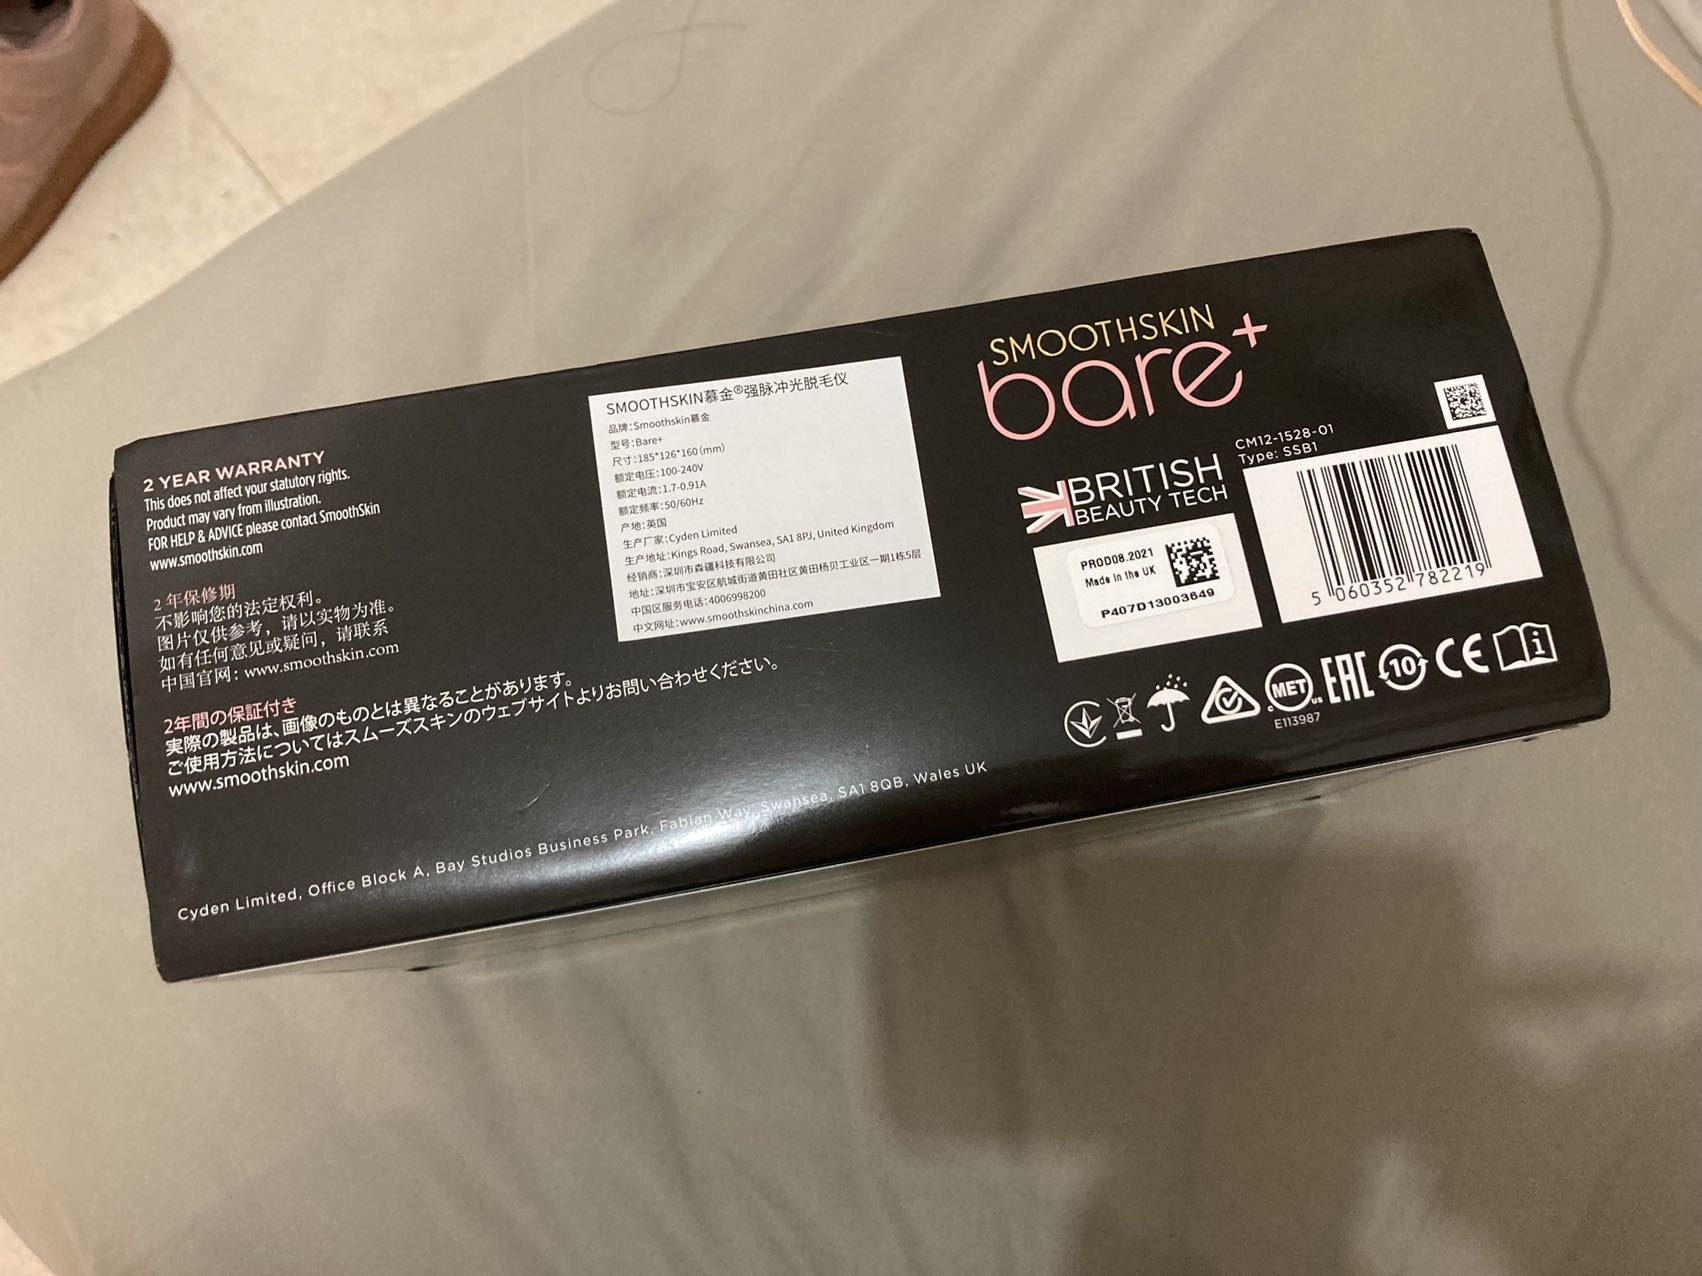 2 YEAR WARRANTY
This does not affect your statutory rights.
Product may vary from illustration.
FOR HELP & ADVICE please contact SmoothSkin
www.smoothskin.com
2 年保修期
不影响您的法定权利。
图片仅供参考，请以实物为准。
如有任何意见或疑问，请联系
中国官网: www.smoothskin.com
2年間の保証付き
実際の製品は、画像のものとは異なることがあります。
ご使用方法についてはスムーズスキンのウェブサイトよりお問い合わせください。
www.smoothskin.com
Cyden Limited, Office Block A, Bay Studios Business Park, Fabian Way, Swansea, SA1 8QB, Wales UK
SMOOTHSKIN慕金®强脉冲光脱毛仪
品牌:Smoothskin慕金
型号:Bare+
尺寸:185*126*160(mm)
额定电压:100-240V
额定电流:1.7-0.91A
额定频率:50/60Hz
产地:英国
生产厂家:Cyden Limited
生产地址:Kings Road, Swansea, SA1 8PJ, United Kingdom
经销商:深圳市森疆科技有限公司
地址:深圳市宝安区航城街道黄田社区黄田杨贝工业区一期1栋5层
中国区服务电话:4006998200
中文网址:www.smoothskinchina.com
SMOOTHSKIN
bare+
BRITISH
BEAUTY TECH
CM12-1528-01
Type: SSB1
PROD08.2021
Made in the UK
P407D13003649
5 060352 782219
c MET us
E113987
EAC
10
CE
i